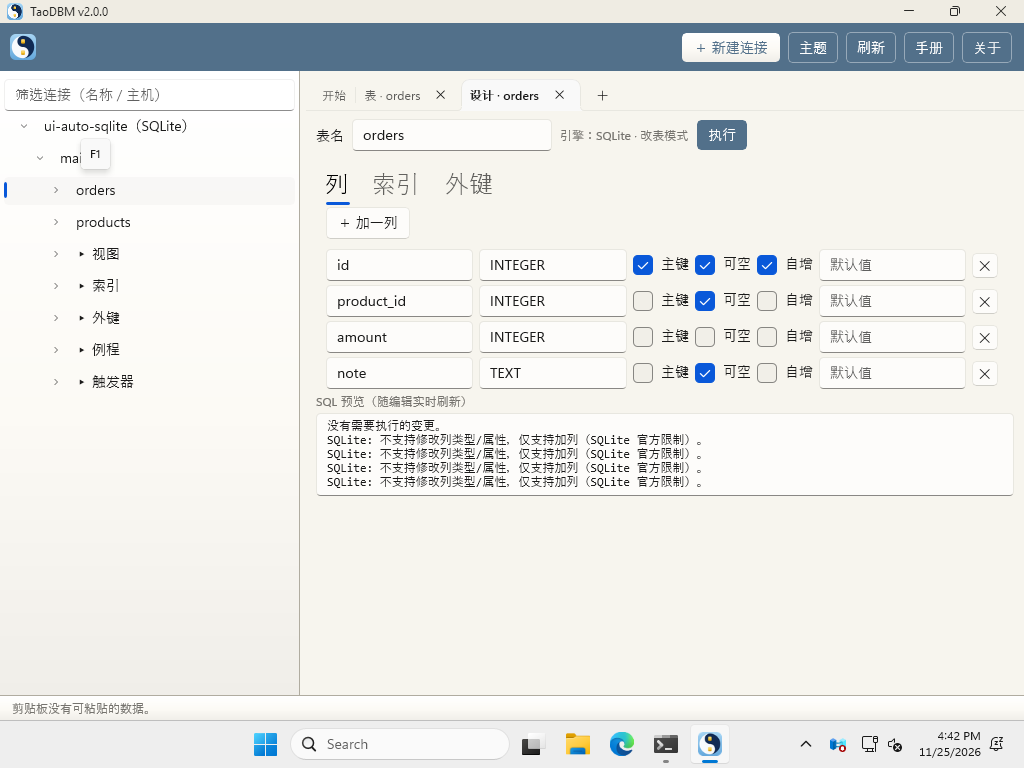 TaoDBM v2.0.0
+ 新建连接 主题 刷新 手册 关于
筛选连接（名称 / 主机）
开始 表 · orders 设计 · orders
ui-auto-sqlite（SQLite）
表名 orders 引擎：SQLite · 改表模式 执行
mai
F1
orders
products
视图
索引
外键
例程
触发器
列 索引 外键
+ 加一列
id INTEGER 主键 可空 自增 默认值
product_id INTEGER 主键 可空 自增 默认值
amount INTEGER 主键 可空 自增 默认值
note TEXT 主键 可空 自增 默认值
SQL 预览（随编辑实时刷新）
没有需要执行的变更。
SQLite: 不支持修改列类型/属性，仅支持加列（SQLite 官方限制）。
SQLite: 不支持修改列类型/属性，仅支持加列（SQLite 官方限制）。
SQLite: 不支持修改列类型/属性，仅支持加列（SQLite 官方限制）。
SQLite: 不支持修改列类型/属性，仅支持加列（SQLite 官方限制）。
剪贴板没有可粘贴的数据。
Search
4:42 PM
11/25/2026